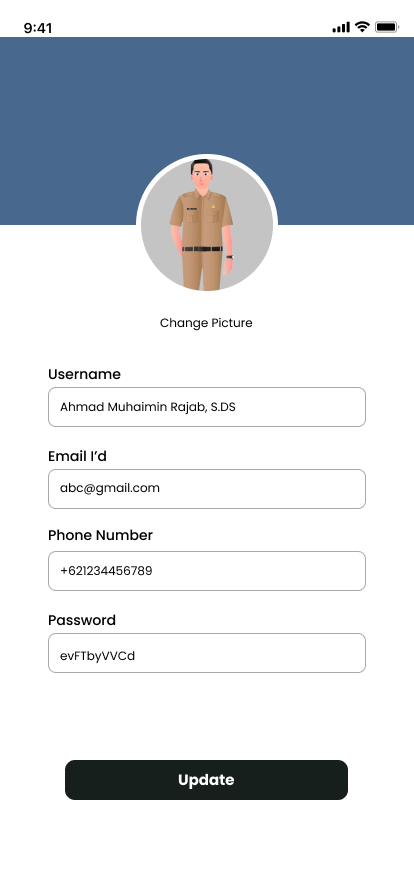 9:41
Change Picture
Username
Ahmad Muhaimin Rajab, S.DS
Email I'd
abc@gmail.com
Phone Number
+621234456789
Password
evFTbyVVCd
Update